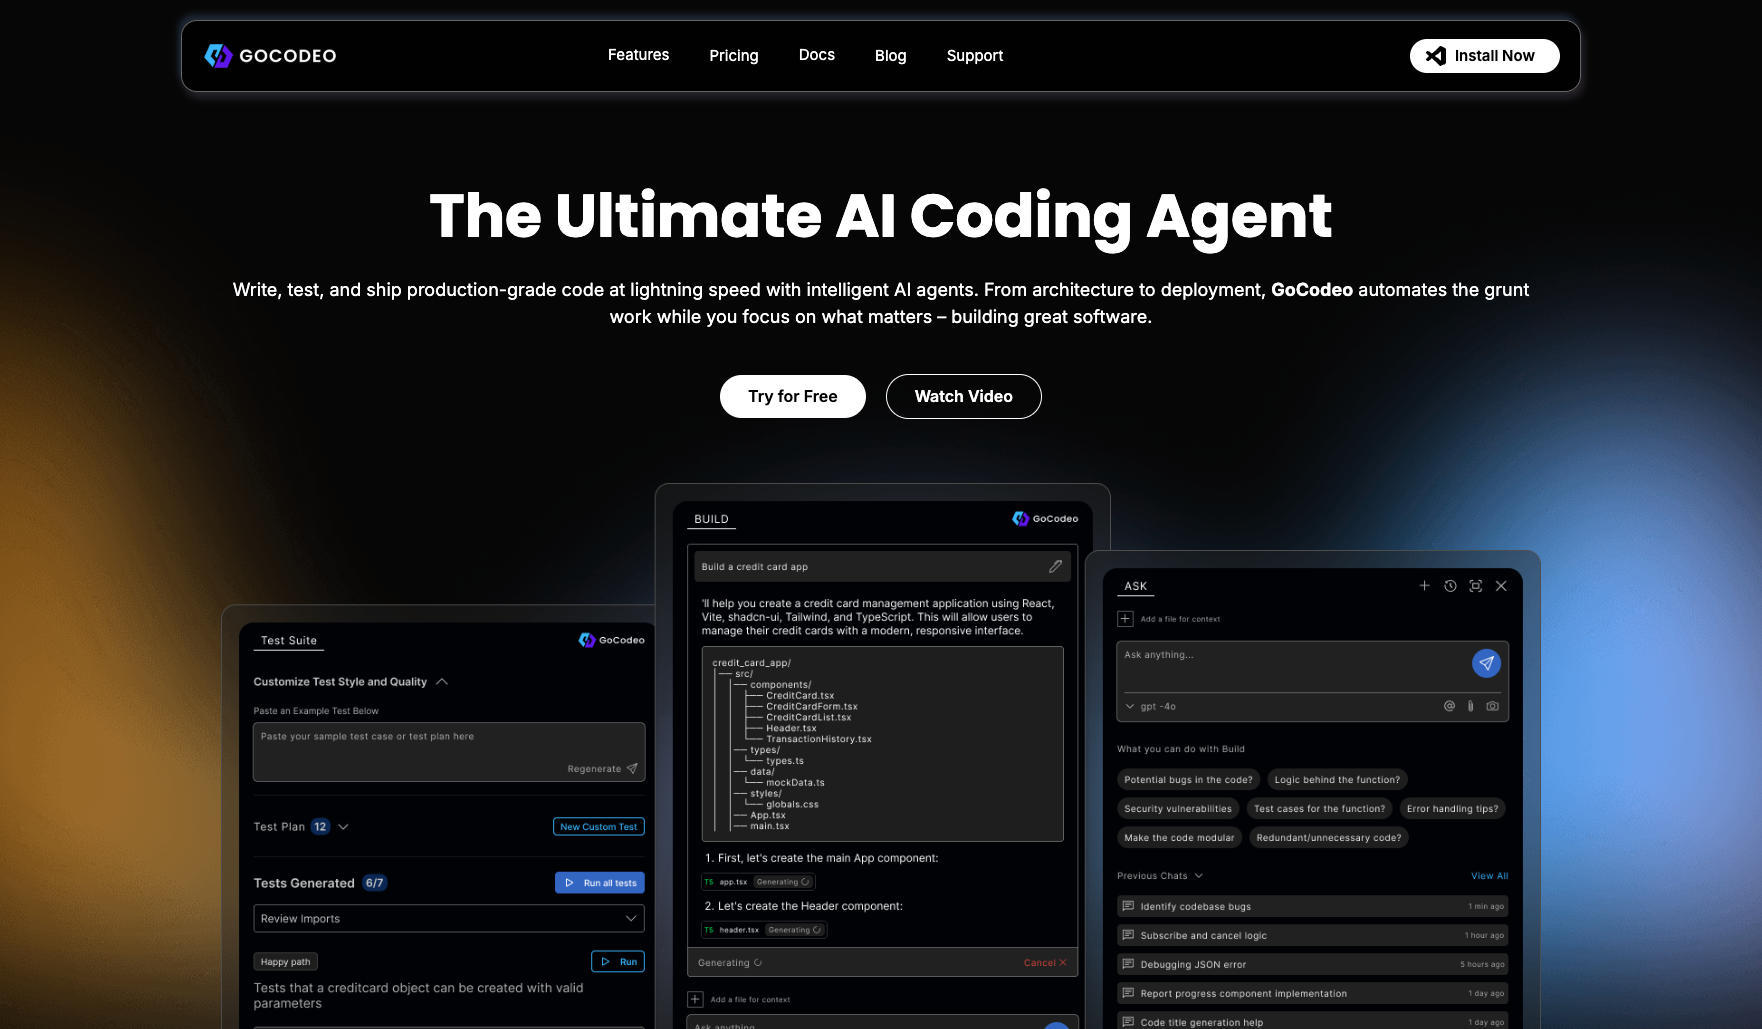 GOCODEO
Features
Pricing
Docs
Blog
Support
Install Now
The Ultimate AI Coding Agent
Write, test, and ship production-grade code at lightning speed with intelligent AI agents. From architecture to deployment, GoCodeo automates the grunt
work while you focus on what matters – building great software.
Try for Free
Watch Video
Test Suite
GoCodeo
Customize Test Style and Quality
Paste an Example Test Below
Paste your sample test case or test plan here
Regenerate
Test Plan 12
New Custom Test
Tests Generated 6/7
Run all tests
Review Imports
Happy path
Run
Tests that a creditcard object can be created with valid
parameters
BUILD
GoCodeo
Build a credit card app
'll help you create a credit card management application using React,
Vite, shadcn-ui, Tailwind, and TypeScript. This will allow users to
manage their credit cards with a modern, responsive interface.
credit_card_app/
src/
components/
CreditCard.tsx
CreditCardForm.tsx
CreditCardList.tsx
Header.tsx
TransactionHistory.tsx
types/
types.ts
data/
mockData.ts
styles/
globals.css
App.tsx
main.tsx
1. First, let's create the main App component:
TS app.tsx Generating
2. Let's create the Header component:
TS header.tsx Generating
Generating
Cancel
Add a file for context
Ask anything
ASK
Add a file for context
Ask anything...
gpt -4o
What you can do with Build
Potential bugs in the code?
Logic behind the function?
Security vulnerabilities
Test cases for the function?
Error handling tips?
Make the code modular
Redundant/unnecessary code?
Previous Chats
View All
Identify codebase bugs
1 min ago
Subscribe and cancel logic
1 hour ago
Debugging JSON error
5 hours ago
Report progress component implementation
1 day ago
Code title generation help
1 day ago